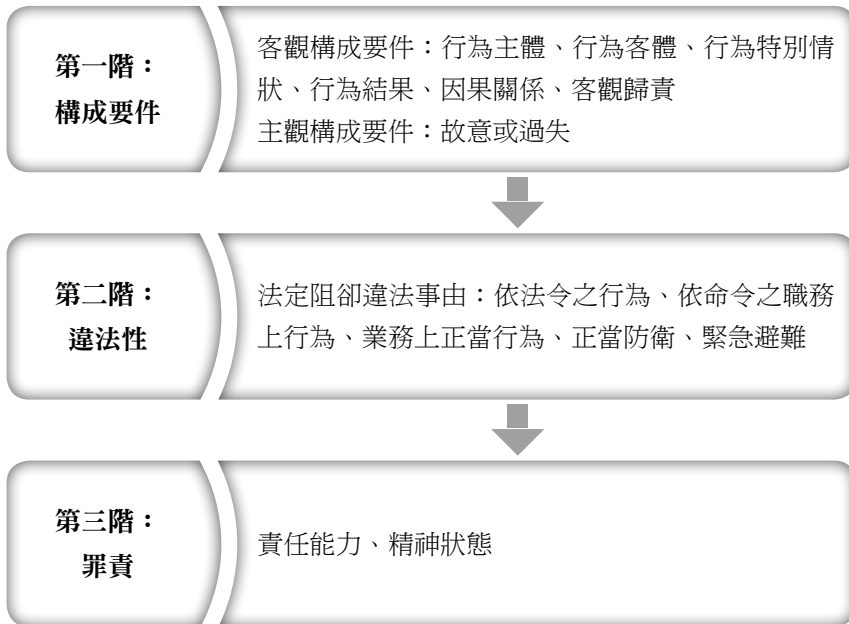 第一階：
構成要件
客觀構成要件：行為主體、行為客體、行為特別情
狀、行為結果、因果關係、客觀歸責
主觀構成要件：故意或過失
第二階：
違法性
法定阻卻違法事由：依法令之行為、依命令之職務
上行為、業務上正當行為、正當防衛、緊急避難
第三階：
罪責
責任能力、精神狀態